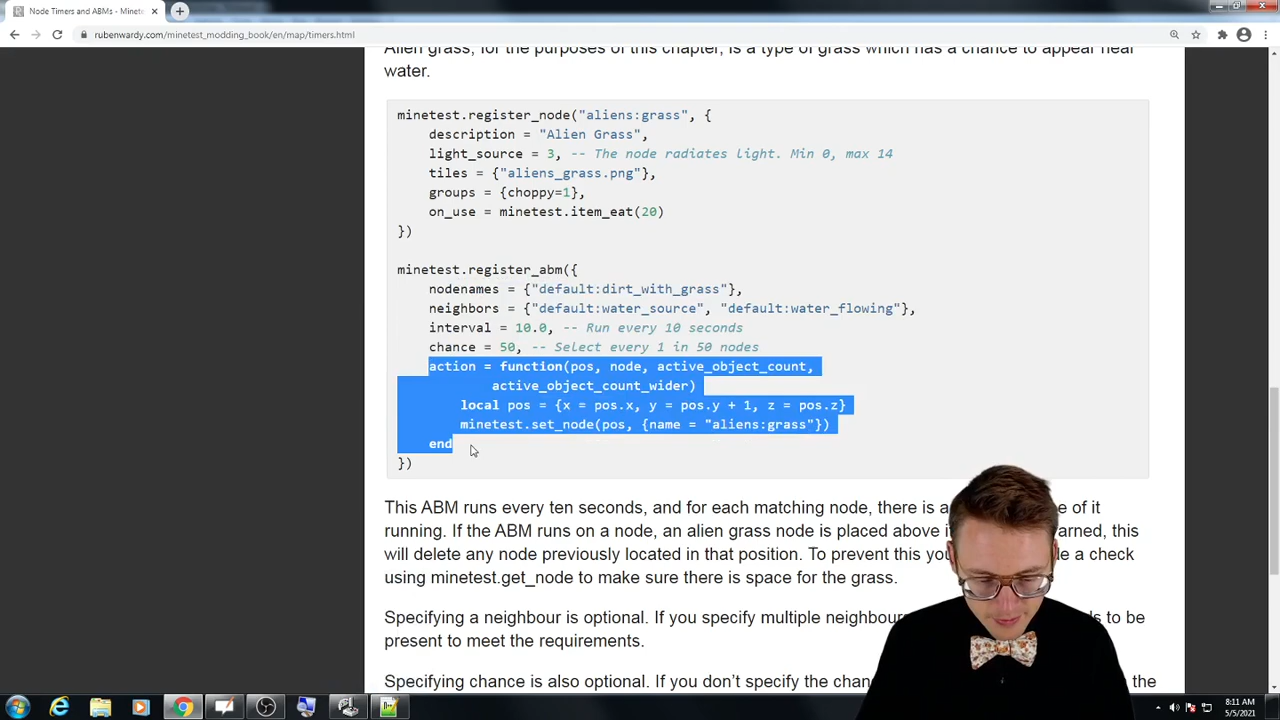 Node Timers and ABMs - Minete
rubenwardy.com/minetest_modding_book/en/map/timers.html
Alien grass, for the purposes of this chapter, is a type of grass which has a chance to appear near
water.
minetest.register_node("aliens:grass", {
description = "Alien Grass",
light_source = 3, -- The node radiates light. Min 0, max 14
tiles = {"aliens_grass.png"},
groups = {choppy=1},
on_use = minetest.item_eat(20)
})
minetest.register_abm({
nodenames = {"default:dirt_with_grass"},
neighbors = {"default:water_source", "default:water_flowing"},
interval = 10.0, -- Run every 10 seconds
chance = 50, -- Select every 1 in 50 nodes
action = function(pos, node, active_object_count,
active_object_count_wider)
local pos = {x = pos.x, y = pos.y + 1, z = pos.z}
minetest.set_node(pos, {name = "aliens:grass"})
end
})
This ABM runs every ten seconds, and for each matching node, there is a e of it
running. If the ABM runs on a node, an alien grass node is placed above i arned, this
will delete any node previously located in that position. To prevent this you e a check
using minetest.get_node to make sure there is space for the grass.
Specifying a neighbour is optional. If you specify multiple neighbour ds to be
present to meet the requirements.
Specifying chance is also optional. If you don't specify the chan the
8:11 AM
5/5/2021